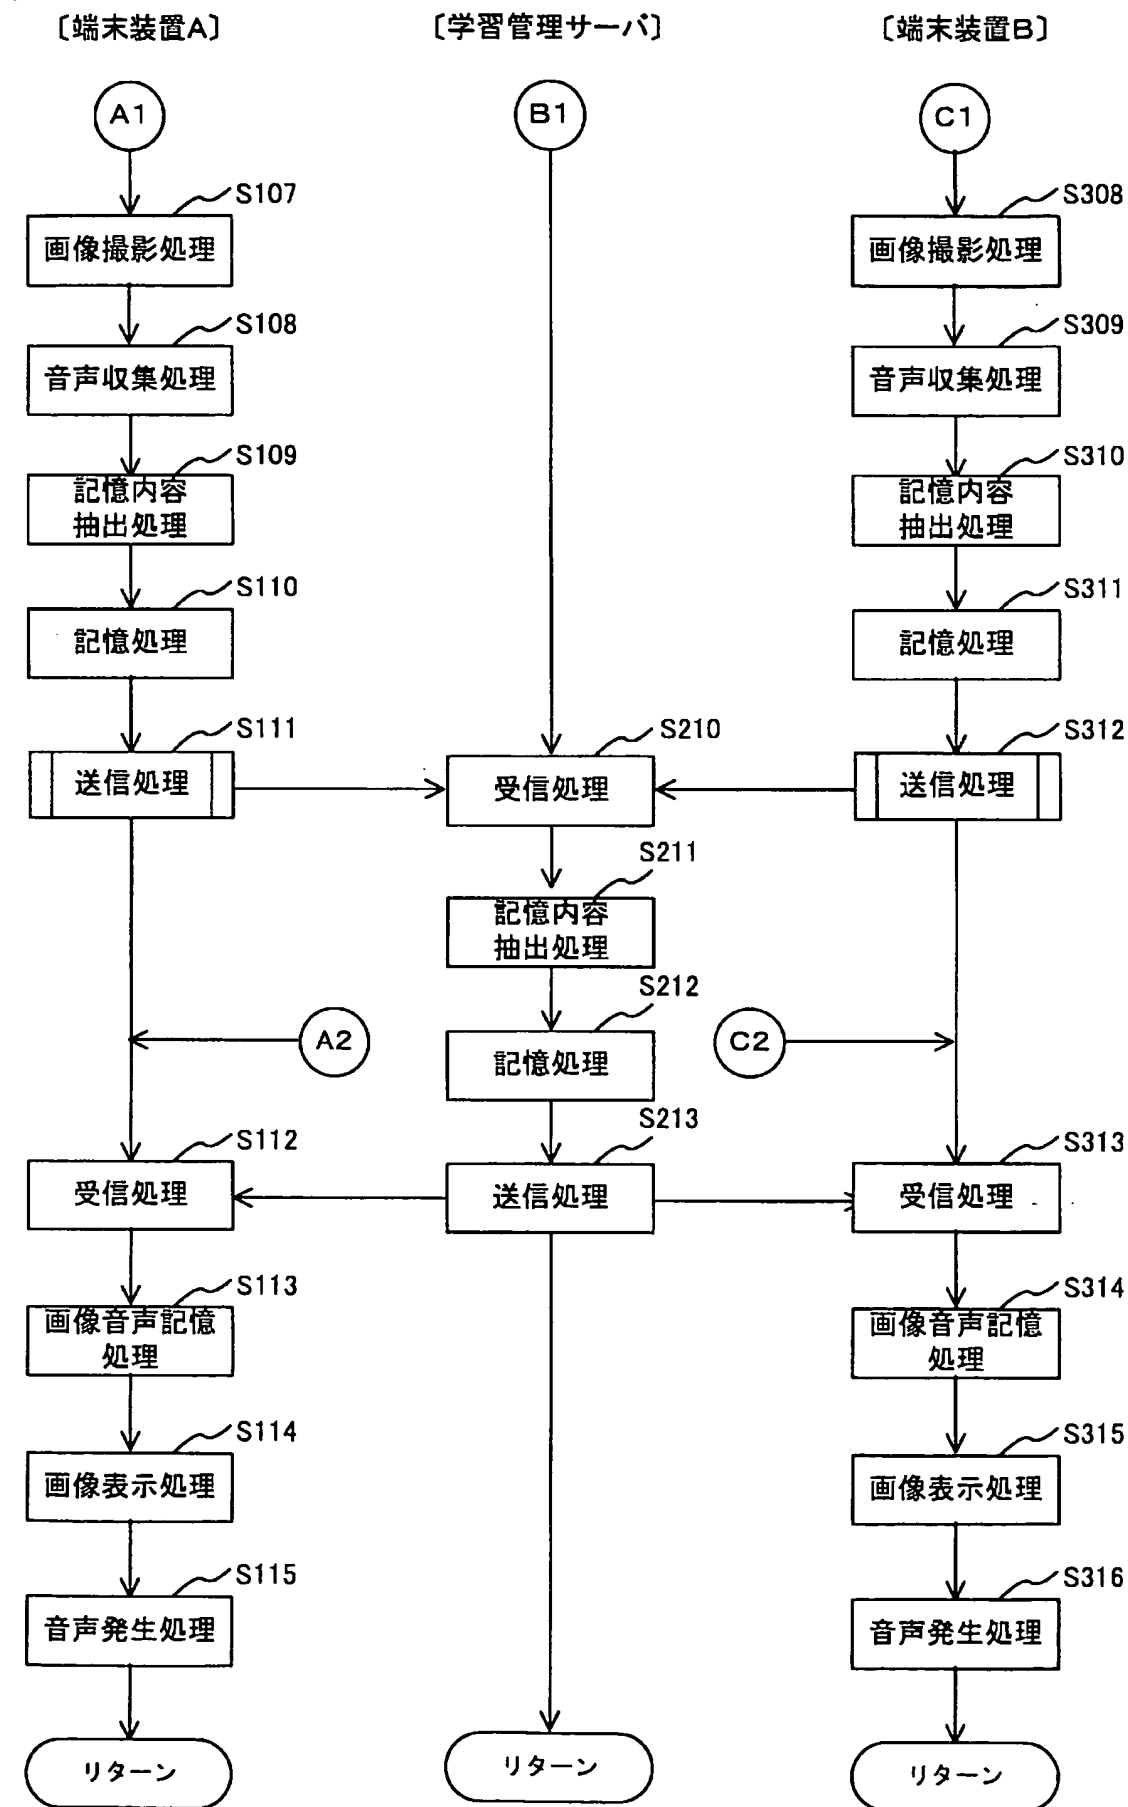 〔端末装置A〕
〔学習管理サーバ〕
〔端末装置B〕
A1
B1
C1
S107
画像撮影処理
S308
画像撮影処理
S108
音声収集処理
S309
音声収集処理
S109
記憶内容
抽出処理
S310
記憶内容
抽出処理
S110
記憶処理
S311
記憶処理
S111
送信処理
S210
受信処理
S312
送信処理
S211
記憶内容
抽出処理
S212
記憶処理
A2
C2
S112
受信処理
S213
送信処理
S313
受信処理
S113
画像音声記憶
処理
S314
画像音声記憶
処理
S114
画像表示処理
S315
画像表示処理
S115
音声発生処理
S316
音声発生処理
リターン
リターン
リターン